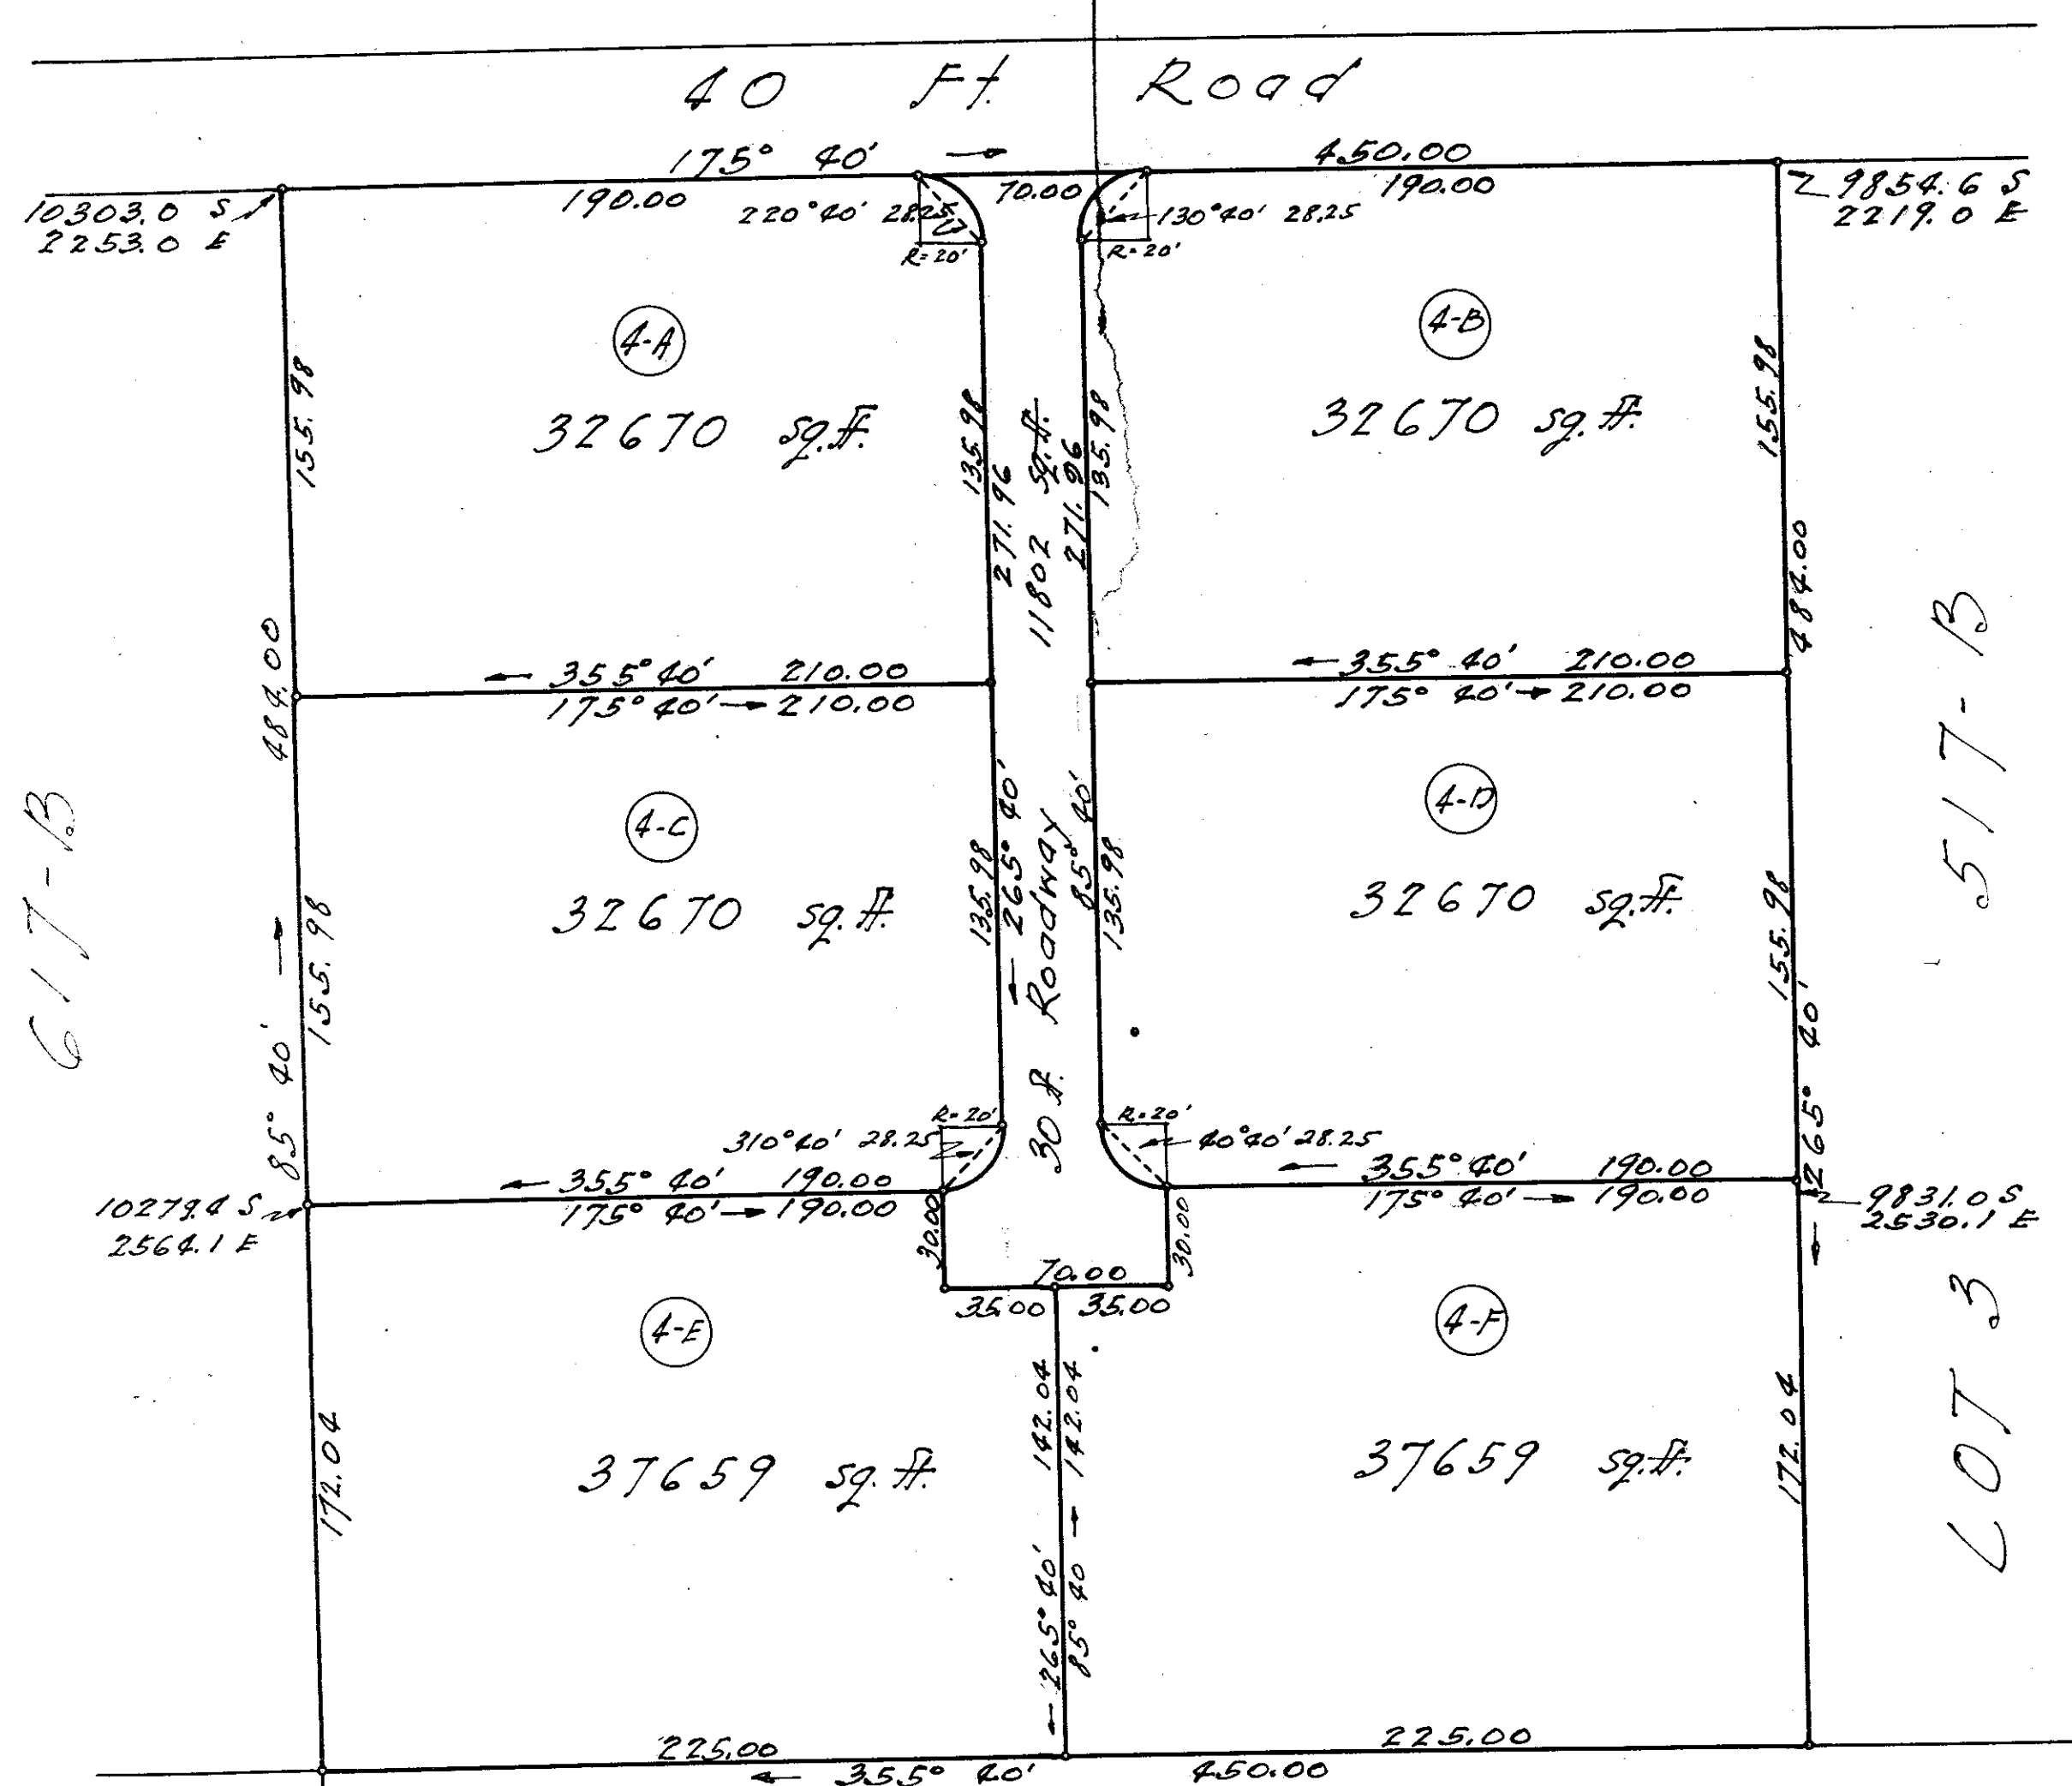 40 Ft. Road
175° 40' → 450.00
190.00 70.00 190.00
10303.0 S
2253.0 E
9854.6 S
2219.0 E
220° 40' 28.25
130° 40' 28.25
R=20'
R=20'
4-A
32670 sq.ft.
4-B
32670 sq.ft.
155.98
135.98
271.96
11802 sq.ft.
271.96
135.98
155.98
484.00
484.00
← 355° 40' 210.00
175° 40' → 210.00
← 355° 40' 210.00
175° 40' → 210.00
617-B
517-B
LOT 3
4-C
32670 sq.ft.
4-D
32670 sq.ft.
85° 40' →
155.98
135.98
← 265° 40'
30 ft. Roadway
85° 40'
135.98
155.98
265° 40'
R=20'
R=20'
310° 40' 28.25
40° 40' 28.25
← 355° 40' 190.00
175° 40' → 190.00
← 355° 40' 190.00
175° 40' → 190.00
10279.4 S
2564.1 E
9831.0 S
2530.1 E
30.00
30.00
70.00
35.00 35.00
4-E
37659 sq.ft.
4-F
37659 sq.ft.
172.04
← 265° 40' 142.04
85° 40 → 142.04
172.04
225.00 225.00
← 355° 40' 450.00